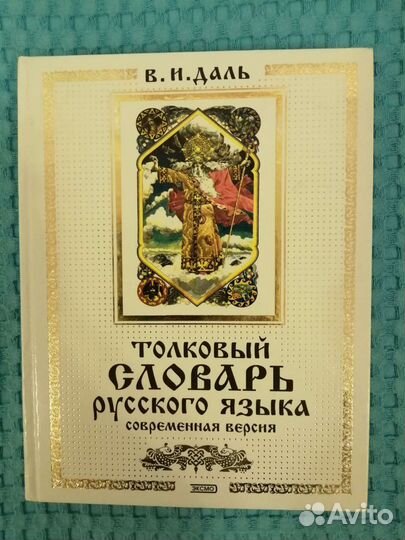 В.И.ДАЛЬ
ТОЛКОВЫЙ
СЛОВАРЬ
РУССКОГО ЯЗЫКА
СОВРЕМЕННАЯ ВЕРСИЯ
ЭКСМО
Avito